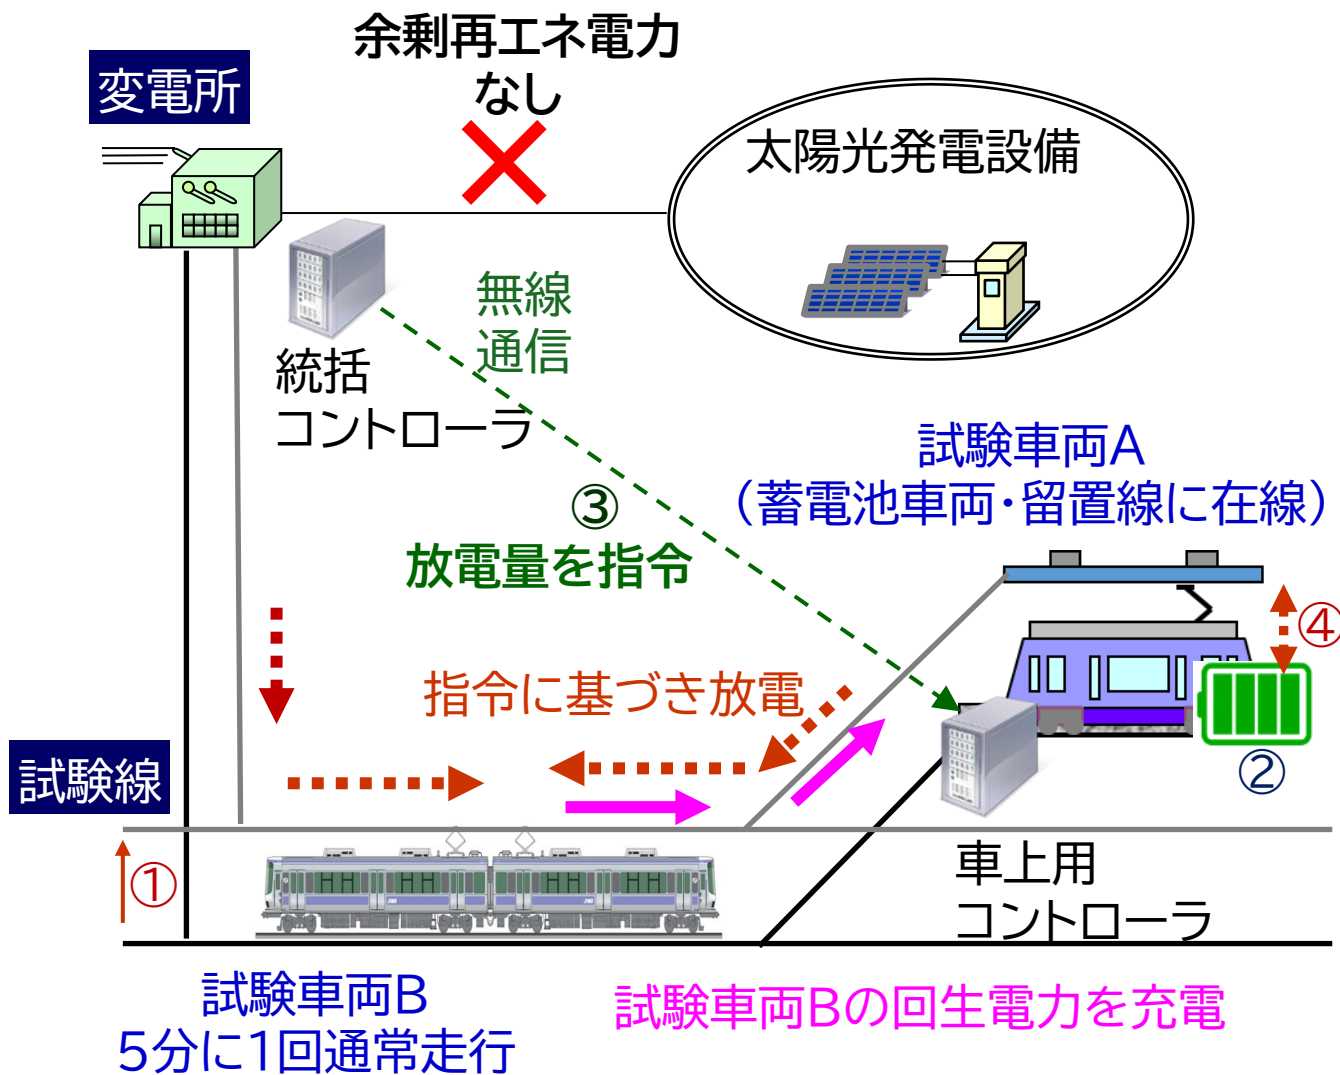 余剰再エネ電力
なし
変電所
太陽光発電設備
無線
通信
統括
コントローラ
試験車両A
（蓄電池車両・留置線に在線）
③
放電量を指令
④
指令に基づき放電
②
試験線
①
車上用
コントローラ
試験車両B
5分に1回通常走行
試験車両Bの回生電力を充電